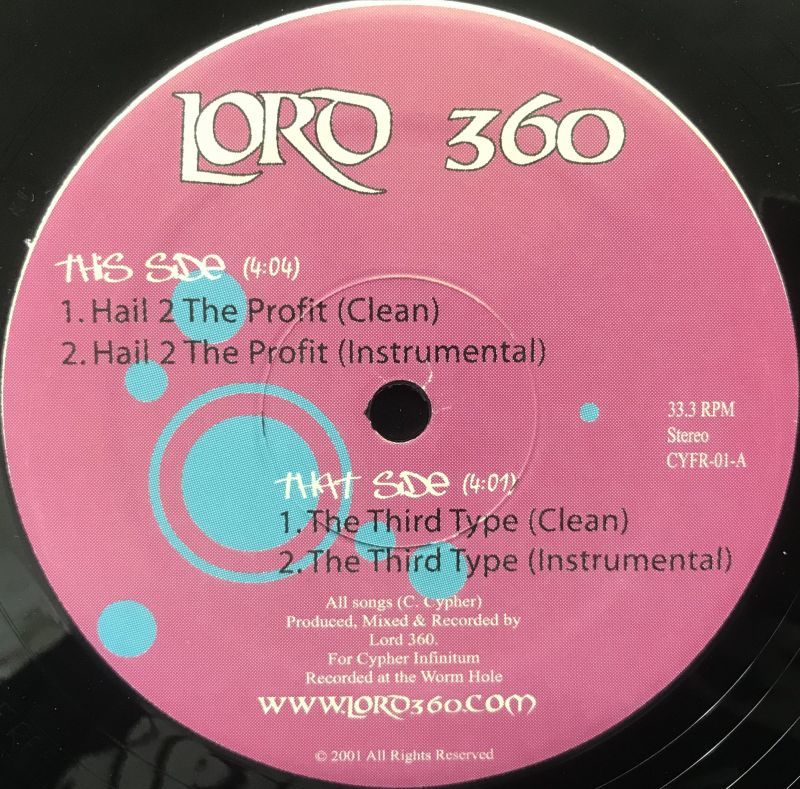 LORD 360
THIS SIDE (4:04)
1. Hail 2 The Profit (Clean)
2. Hail 2 The Profit (Instrumental)
33.3 RPM
Stereo
CYFR-01-A
THAT SIDE (4:01)
1. The Third Type (Clean)
2. The Third Type (Instrumental)
All songs (C. Cypher)
Produced, Mixed & Recorded by
Lord 360.
For Cypher Infinitum
Recorded at the Worm Hole
WWW.LORD360.COM
© 2001 All Rights Reserved